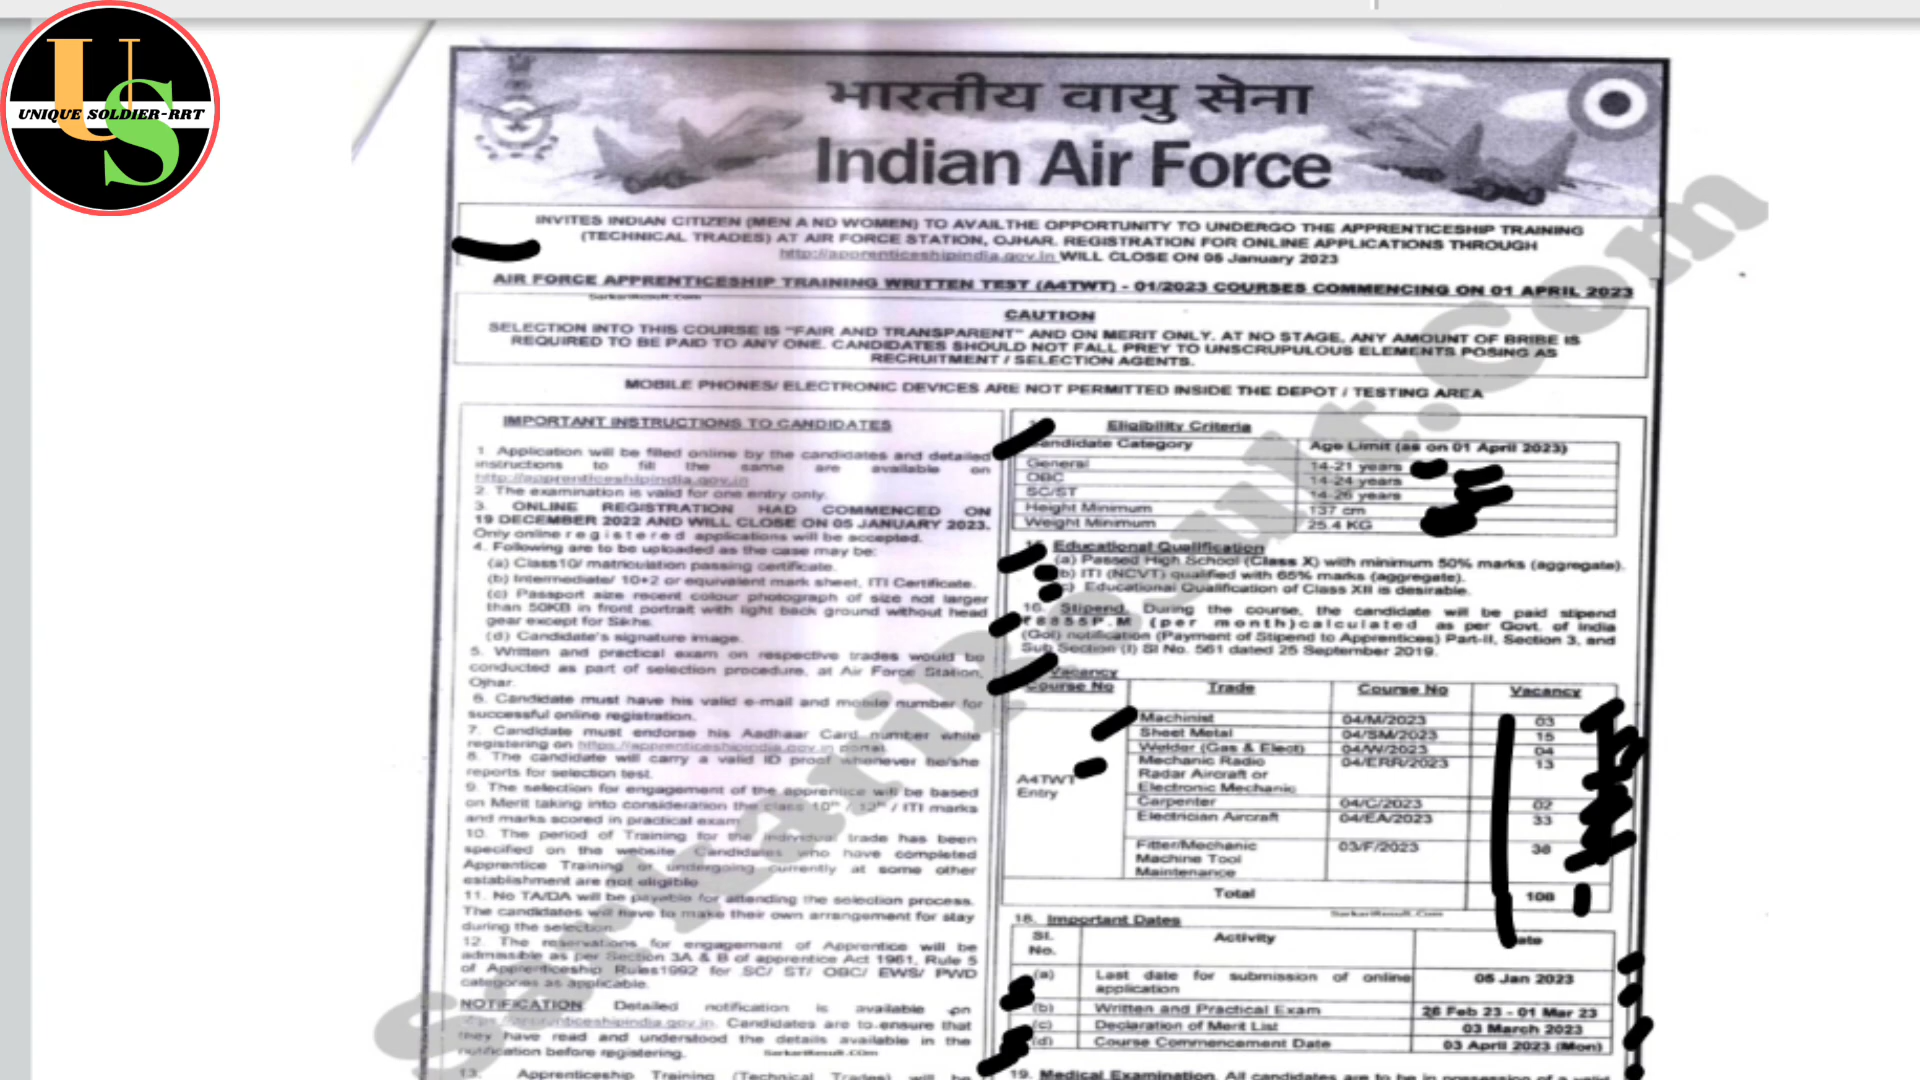 UNIQUE SOLDIER-RRT
भारतीय वायु सेना
Indian Air Force
INVITES INDIAN CITIZEN (MEN AND WOMEN) TO AVAILTHE OPPORTUNITY TO UNDERGO THE APPRENTICESHIP TRAINING
(TECHNICAL TRADES) AT AIR FORCE STATION, OJHAR. REGISTRATION FOR ONLINE APPLICATIONS THROUGH
http://apprenticeshipindia.gov.in WILL CLOSE ON 05 January 2023
AIR FORCE APPRENTICESHIP TRAINING WRITTEN TEST (A4TWT) - 01/2023 COURSES COMMENCING ON 01 APRIL 2023
SarkariResult.Com
CAUTION
SELECTION INTO THIS COURSE IS "FAIR AND TRANSPARENT" AND ON MERIT ONLY. AT NO STAGE, ANY AMOUNT OF BRIBE IS
REQUIRED TO BE PAID TO ANY ONE. CANDIDATES SHOULD NOT FALL PREY TO UNSCRUPULOUS ELEMENTS POSING AS
RECRUITMENT / SELECTION AGENTS.
MOBILE PHONES/ ELECTRONIC DEVICES ARE NOT PERMITTED INSIDE THE DEPOT / TESTING AREA
IMPORTANT INSTRUCTIONS TO CANDIDATES
1. Application will be filled online by the candidates and detailed
instructions to fill the same are available on
http://apprenticeshipindia.gov.in
2. The examination is valid for one entry only.
3. ONLINE REGISTRATION HAD COMMENCED ON
19 DECEMBER 2022 AND WILL CLOSE ON 05 JANUARY 2023.
Only online registered applications will be accepted.
4. Following are to be uploaded as the case may be:
(a) Class10/ matriculation passing certificate.
(b) Intermediate/ 10+2 or equivalent mark sheet, ITI Certificate.
(c) Passport size recent colour photograph of size not larger
than 50KB in front portrait with light back ground without head
gear except for Sikhs.
(d) Candidate's signature image.
5. Written and practical exam on respective trades would be
conducted as part of selection procedure, at Air Force Station,
Ojhar.
6. Candidate must have his valid e-mail and mobile number for
successful online registration.
7. Candidate must endorse his Aadhaar Card number while
registering on https://apprenticeshipindia.gov.in portal.
8. The candidate will carry a valid ID proof whenever he/she
reports for selection test.
9. The selection for engagement of the apprentice will be based
on Merit taking into consideration the class 10th / 12th / ITI marks
and marks scored in practical exam
10. The period of Training for the individual trade has been
specified on the website. Candidates who have completed
Apprentice Training or undergoing currently at some other
establishment are not eligible
11. No TA/DA will be payable for attending the selection process.
The candidates will have to make their own arrangement for stay
during the selection.
12. The reservations for engagement of Apprentice will be
admissible as per Section 3A & B of apprentice Act 1961, Rule 5
of Apprenticeship Rules1992 for SC/ ST/ OBC/ EWS/ PWD
categories as applicable.
NOTIFICATION: Detailed notification is available on
https://apprenticeshipindia.gov.in. Candidates are to ensure that
they have read and understood the details available in the
notification before registering. SarkariResult.Com
13. Apprenticeship Training (Technical Trades) will be
Eligibility Criteria
Candidate Category Age Limit (as on 01 April 2023)
General 14-21 years
OBC 14-24 years
SC/ST 14-26 years
Height Minimum 137 cm
Weight Minimum 25.4 KG
15. Educational Qualification
(a) Passed High School (Class X) with minimum 50% marks (aggregate).
(b) ITI (NCVT) qualified with 65% marks (aggregate).
(c) Educational Qualification of Class XII is desirable.
16. Stipend. During the course, the candidate will be paid stipend
₹8855P.M (per month)calculated as per Govt. of India
(GoI) notification (Payment of Stipend to Apprentices) Part-II, Section 3, and
Sub Section (I) SI No. 561 dated 25 September 2019.
Vacancy
Course No Trade Course No Vacancy
Machinist 04/M/2023 03
Sheet Metal 04/SM/2023 15
Welder (Gas & Elect) 04/W/2023 04
A4TWT Entry Mechanic Radio Radar Aircraft or Electronic Mechanic 04/ERR/2023 13
Carpenter 04/C/2023 02
Electrician Aircraft 04/EA/2023 33
Fitter/Mechanic Machine Tool Maintenance 03/F/2023 38
Total 108
SarkariResult.Com
18. Important Dates
Sl. No. Activity ate
(a) Last date for submission of online application 05 Jan 2023
(b) Written and Practical Exam 26 Feb 23 - 01 Mar 23
(c) Declaration of Merit List 03 March 2023
(d) Course Commencement Date 03 April 2023 (Mon)
19. Medical Examination. All candidates are to be in possession of a valid
SarkariResult.Com